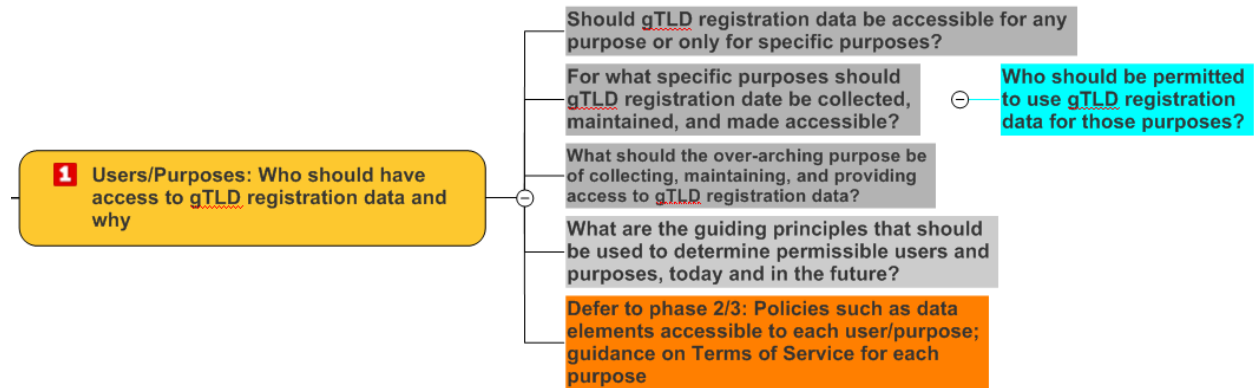 1
Users/Purposes: Who should have
access to gTLD registration data and
why
Should gTLD registration data be accessible for any
purpose or only for specific purposes?
For what specific purposes should
gTLD registration date be collected,
maintained, and made accessible?
Who should be permitted
to use gTLD registration
data for those purposes?
What should the over-arching purpose be
of collecting, maintaining, and providing
access to gTLD registration data?
What are the guiding principles that should
be used to determine permissible users and
purposes, today and in the future?
Defer to phase 2/3: Policies such as data
elements accessible to each user/purpose;
guidance on Terms of Service for each
purpose